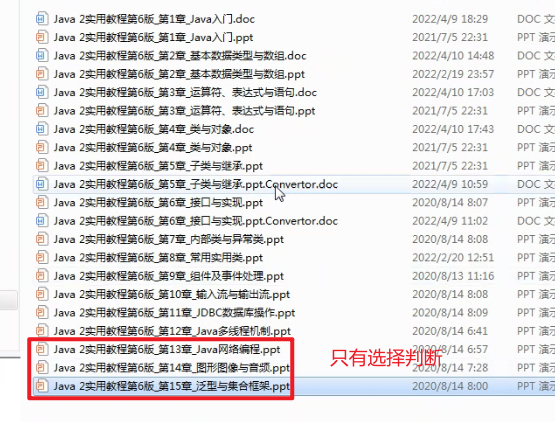 Java 2实用教程第6版_第1章_Java入门.doc 2022/4/9 18:29 DOC 文
Java 2实用教程第6版_第1章_Java入门.ppt 2021/7/5 22:31 PPT 演示
Java 2实用教程第6版_第2章_基本数据类型与数组.doc 2022/4/10 14:48 DOC 文
Java 2实用教程第6版_第2章_基本数据类型与数组.ppt 2022/2/19 23:57 PPT 演示
Java 2实用教程第6版_第3章_运算符、表达式与语句.doc 2022/4/10 17:03 DOC 文
Java 2实用教程第6版_第3章_运算符、表达式与语句.ppt 2021/7/5 22:31 PPT 演示
Java 2实用教程第6版_第4章_类与对象.doc 2022/4/10 17:43 DOC 文
Java 2实用教程第6版_第4章_类与对象.ppt 2021/7/5 22:31 PPT 演示
Java 2实用教程第6版_第5章_子类与继承.ppt 2021/7/5 22:31 PPT 演示
Java 2实用教程第6版_第5章_子类与继承.ppt.Convertor.doc 2022/4/9 10:59 DOC 文
Java 2实用教程第6版_第6章_接口与实现.ppt 2020/8/14 8:07 PPT 演示
Java 2实用教程第6版_第6章_接口与实现.ppt.Convertor.doc 2022/4/9 11:02 DOC 文
Java 2实用教程第6版_第7章_内部类与异常类.ppt 2020/8/14 8:08 PPT 演示
Java 2实用教程第6版_第8章_常用实用类.ppt 2022/2/20 12:51 PPT 演示
Java 2实用教程第6版_第9章_组件及事件处理.ppt 2020/8/13 11:16 PPT 演示
Java 2实用教程第6版_第10章_输入流与输出流.ppt 2020/8/14 8:08 PPT 演示
Java 2实用教程第6版_第11章_JDBC数据库操作.ppt 2020/8/14 8:09 PPT 演示
Java 2实用教程第6版_第12章_Java多线程机制.ppt 2020/8/14 6:41 PPT 演示
Java 2实用教程第6版_第13章_Java网络编程.ppt 2020/8/14 6:57 PPT 演示
只有选择判断
Java 2实用教程第6版_第14章_图形图像与音频.ppt 2020/8/14 7:28 PPT 演示
Java 2实用教程第6版_第15章_泛型与集合框架.ppt 2020/8/14 8:00 PPT 演示